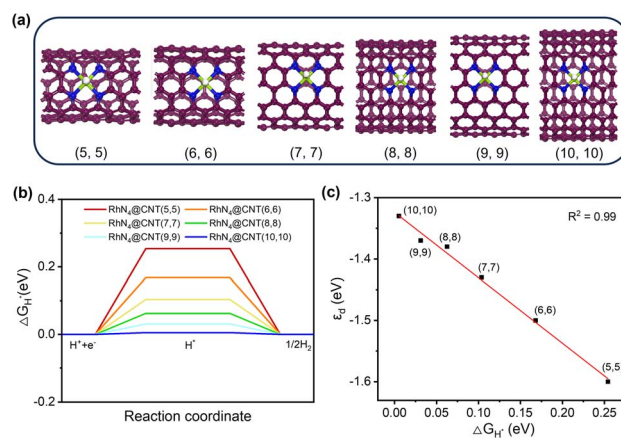 (a)
(5, 5) (6, 6) (7, 7) (8, 8) (9, 9) (10, 10)
(b)
RhN₄@CNT(5,5) RhN₄@CNT(6,6)
RhN₄@CNT(7,7) RhN₄@CNT(8,8)
RhN₄@CNT(9,9) RhN₄@CNT(10,10)
△G_H* (eV)
0.4
0.2
0.0
-0.2
H⁺+e⁻ H* 1/2H₂
Reaction coordinate
(c)
R² = 0.99
ε_d (eV)
-1.3
-1.4
-1.5
-1.6
(10,10)
(9,9)
(8,8)
(7,7)
(6,6)
(5,5)
0.00 0.05 0.10 0.15 0.20 0.25
△G_H* (eV)